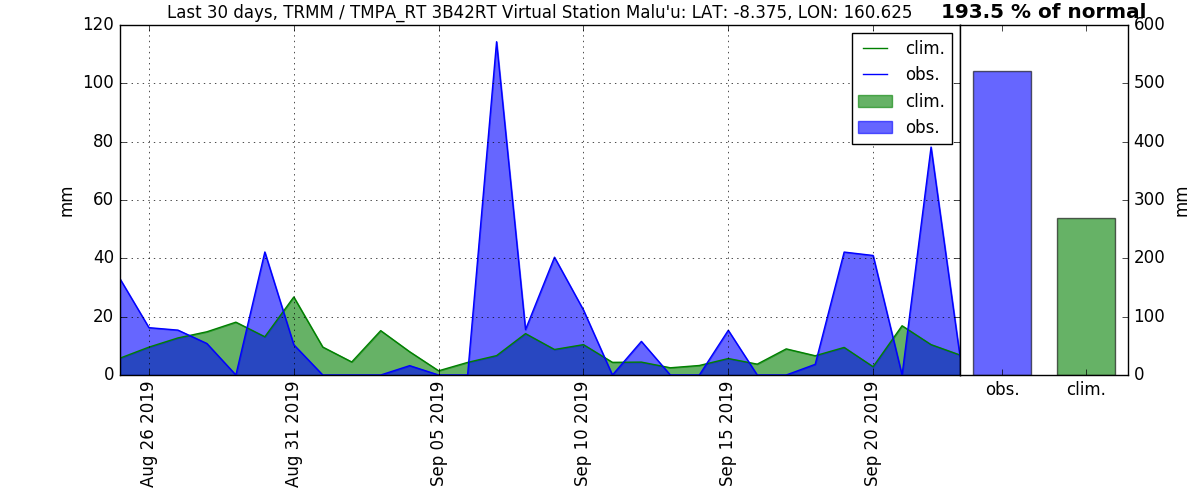 Last 30 days, TRMM / TMPA_RT 3B42RT Virtual Station Malu'u: LAT: -8.375, LON: 160.625
193.5 % of normal
120
100
80
60
40
20
0
mm
clim.
obs.
clim.
obs.
600
500
400
300
200
100
0
mm
obs.
clim.
Aug 26 2019
Aug 31 2019
Sep 05 2019
Sep 10 2019
Sep 15 2019
Sep 20 2019